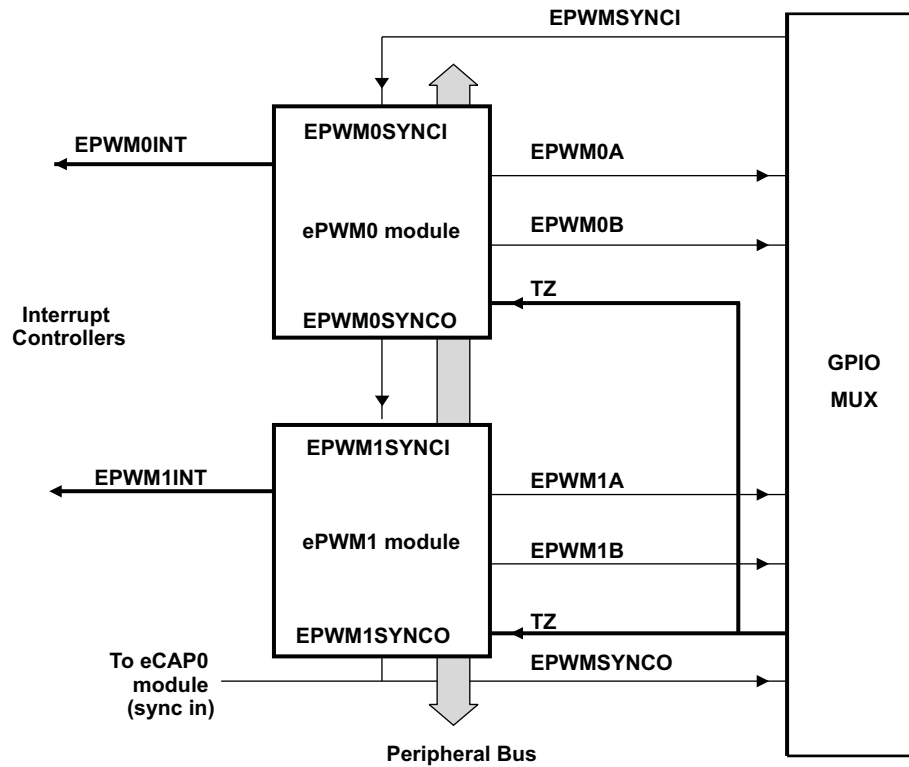 EPWMSYNCI
EPWM0SYNCI
EPWM0INT
EPWM0A
ePWM0 module
EPWM0B
TZ
EPWM0SYNCO
Interrupt
Controllers
GPIO
MUX
EPWM1SYNCI
EPWM1INT
EPWM1A
ePWM1 module
EPWM1B
TZ
EPWM1SYNCO
To eCAP0
module
(sync in)
EPWMSYNCO
Peripheral Bus